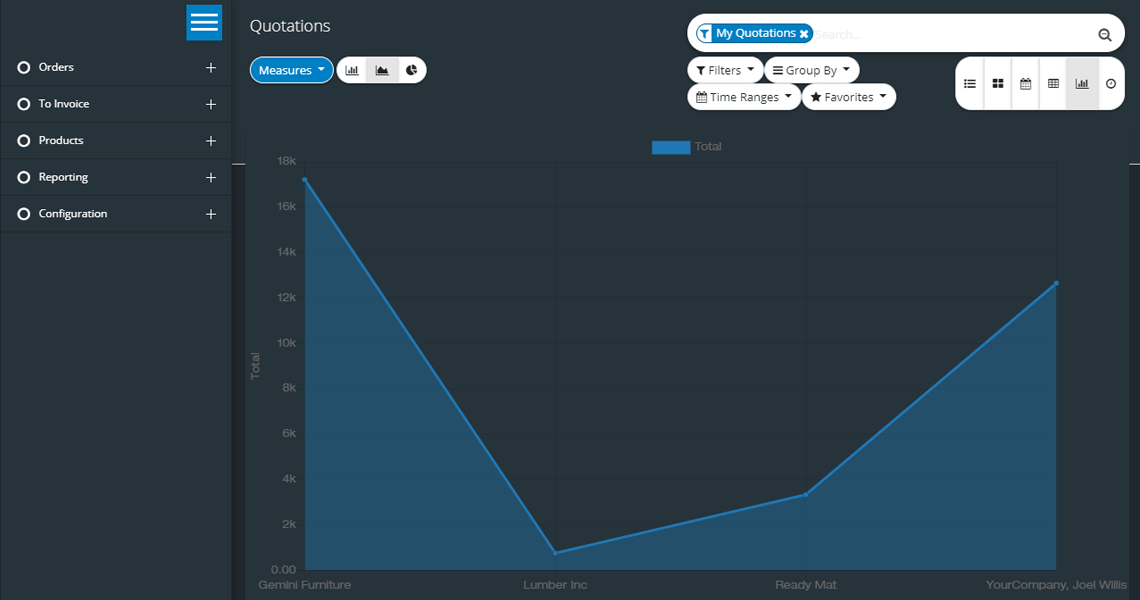 Quotations
My Quotations
Search...
Measures
Filters
Group By
Time Ranges
Favorites
Orders
To Invoice
Products
Reporting
Configuration
Total
18k
16k
14k
12k
10k
8k
6k
4k
2k
0.00
Total
Gemini Furniture
Lumber Inc
Ready Mat
YourCompany, Joel Willis